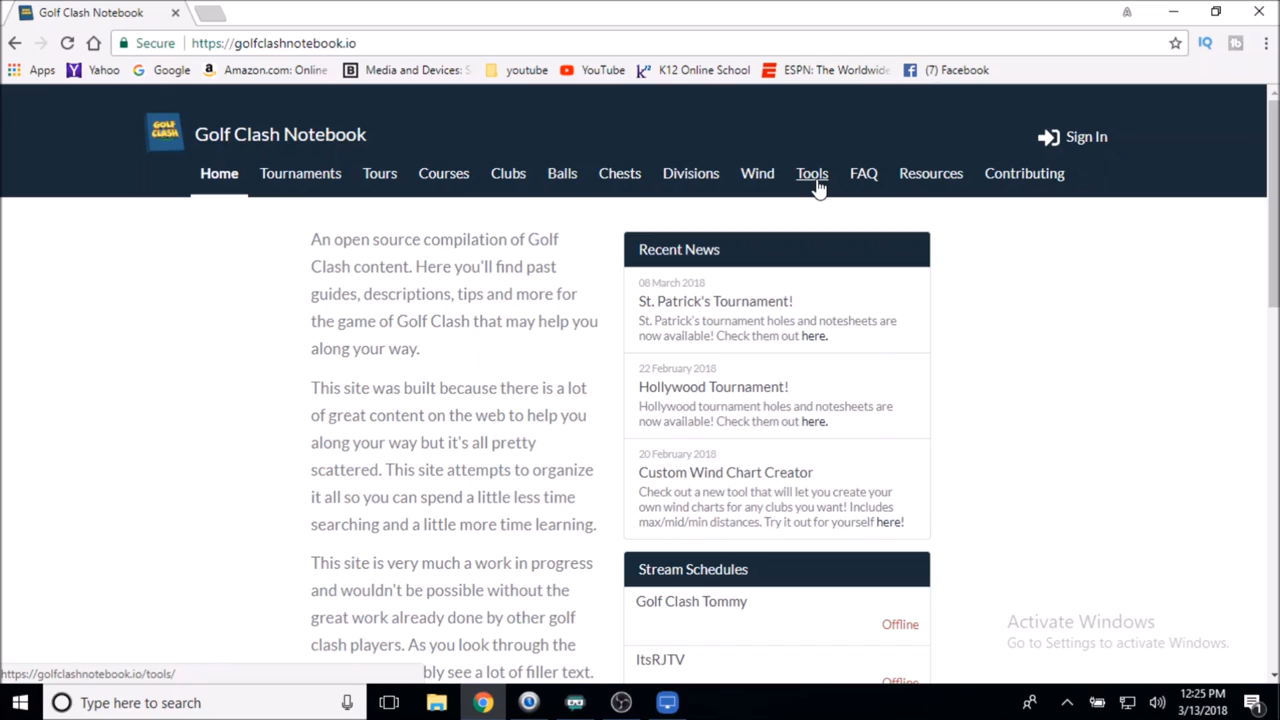 Golf Clash Notebook
Secure https://golfclashnotebook.io
Apps Yahoo Google Amazon.com: Online Media and Devices: S youtube YouTube K12 Online School ESPN: The Worldwide (7) Facebook
GOLF CLASH
Golf Clash Notebook
Sign In
Home Tournaments Tours Courses Clubs Balls Chests Divisions Wind Tools FAQ Resources Contributing
An open source compilation of Golf
Clash content. Here you'll find past
guides, descriptions, tips and more for
the game of Golf Clash that may help you
along your way.
This site was built because there is a lot
of great content on the web to help you
along your way but it's all pretty
scattered. This site attempts to organize
it all so you can spend a little less time
searching and a little more time learning.
This site is very much a work in progress
and wouldn't be possible without the
great work already done by other golf
clash players. As you look through the
bly see a lot of filler text.
Recent News
08 March 2018
St. Patrick's Tournament!
St. Patrick's tournament holes and notesheets are
now available! Check them out here.
22 February 2018
Hollywood Tournament!
Hollywood tournament holes and notesheets are
now available! Check them out here.
20 February 2018
Custom Wind Chart Creator
Check out a new tool that will let you create your
own wind charts for any clubs you want! Includes
max/mid/min distances. Try it out for yourself here!
Stream Schedules
Golf Clash Tommy
Offline
ItsRJTV
Offline
Activate Windows
Go to Settings to activate Windows.
https://golfclashnotebook.io/tools/
Type here to search
12:25 PM
3/13/2018